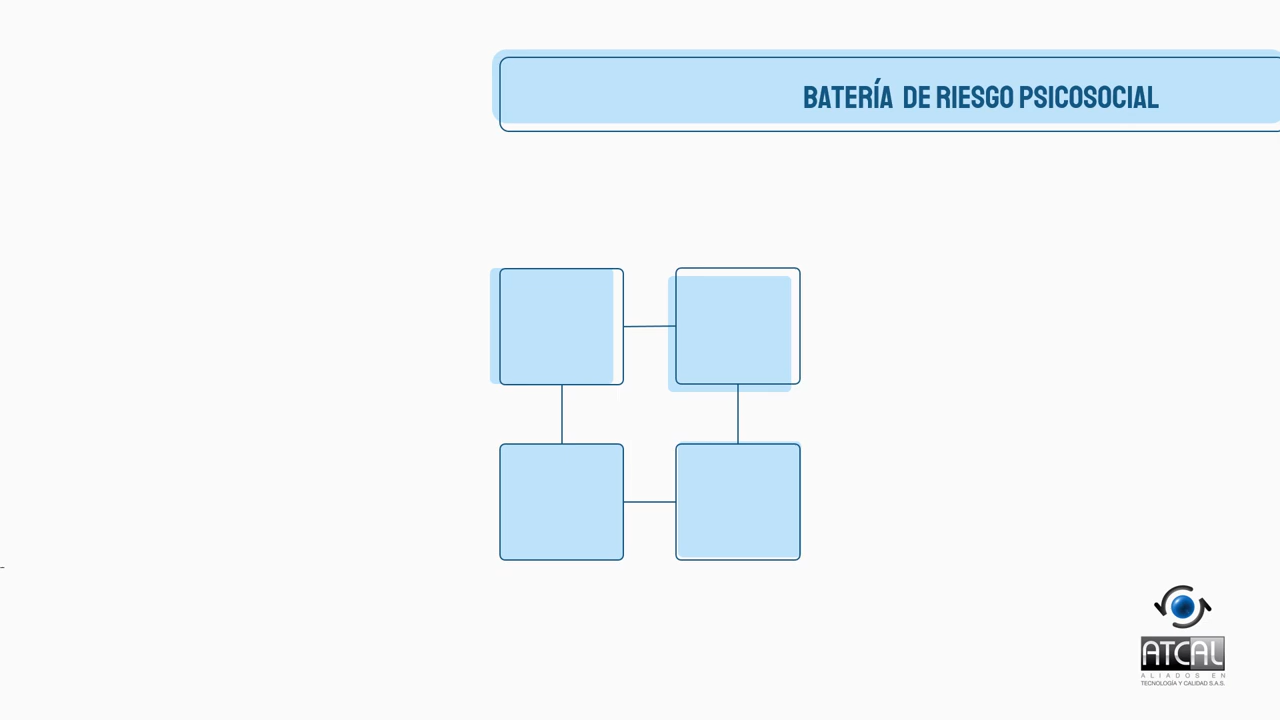 BATERÍA DE RIESGO PSICOSOCIAL
ATCAL
ALIADOS EN
TECNOLOGÍA Y CALIDAD S.A.S.